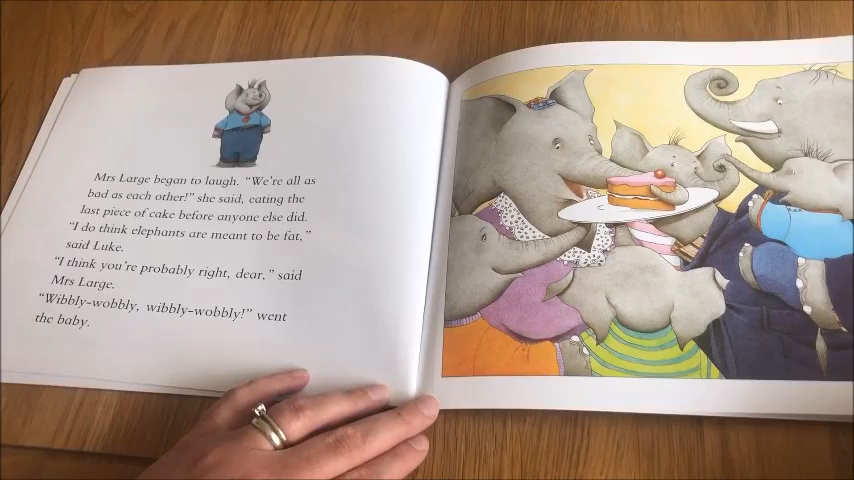 Mrs Large began to laugh. “We’re all as
bad as each other!” she said, eating the
last piece of cake before anyone else did.
“I do think elephants are meant to be fat,”
said Luke.
“I think you’re probably right, dear,” said
Mrs Large.
“Wibbly-wobbly, wibbly-wobbly!” went
the baby.